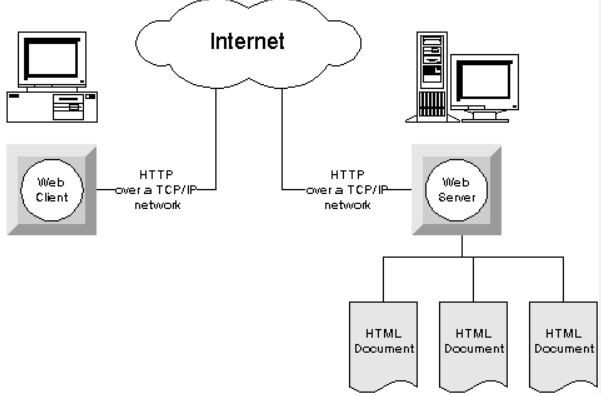 Internet
Web
Client
HTTP
over a TCP/IP
network
HTTP
over a TCP/IP
network
Web
Server
HTML
Document
HTML
Document
HTML
Document